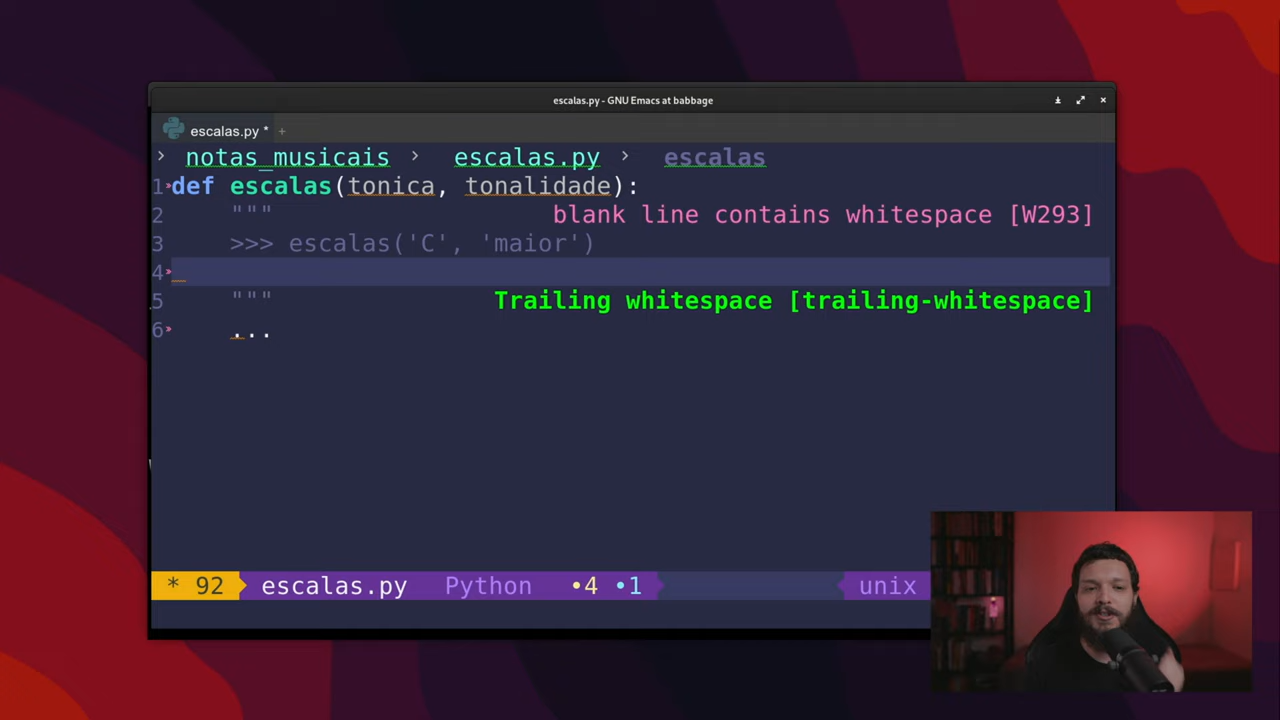 escalas.py - GNU Emacs at babbage
escalas.py * +
> notas_musicais > escalas.py > escalas
1 def escalas(tonica, tonalidade):
2 """ blank line contains whitespace [W293]
3 >>> escalas('C', 'maior')
4
5 """ Trailing whitespace [trailing-whitespace]
6 ...
* 92 escalas.py Python •4 •1 unix